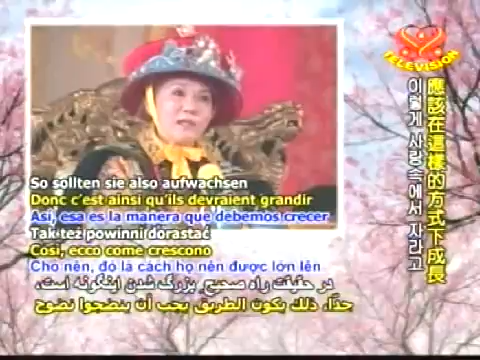 TELEVISION
So sollten sie also aufwachsen
Donc c'est ainsi qu'ils devraient grandir
Así, esa es la manera que debemos crecer
Tak też powinni dorastać
Così, ecco come crescono
Cho nên, đó là cách họ nên được lớn lên
در حقیقت راه صحیح بزرگ شدن اینگونه است،
حقًا، ذلك يكون الطريق يجب أن ينضجوا نضوج
應該在這樣的方式下成長
이렇게 사랑속에서 자라고